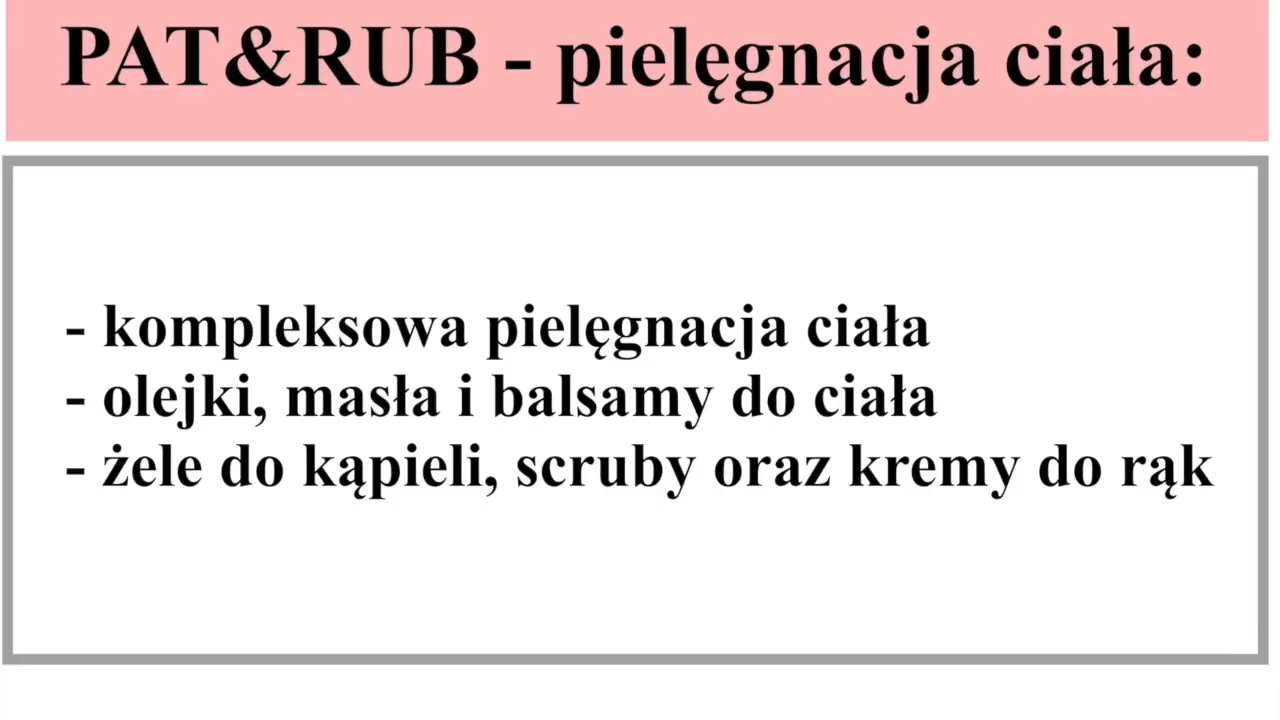 PAT&RUB - pielęgnacja ciała:
- kompleksowa pielęgnacja ciała
- olejki, masła i balsamy do ciała
- żele do kąpieli, scruby oraz kremy do rąk